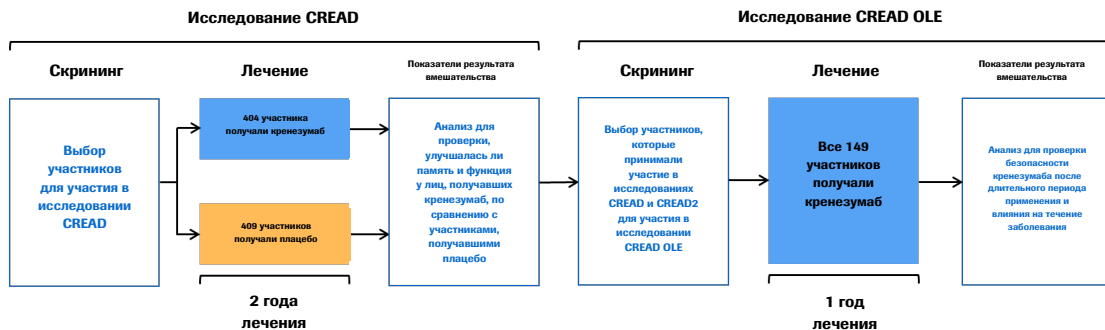 Исследование CREAD
Скрининг
Лечение
Показатели результата
вмешательства
Выбор
участников
для участия в
исследовании
CREAD
404 участника
получали кренезумаб
409 участников
получали плацебо
Анализ для
проверки,
улучшалась ли
память и функция
у лиц, получавших
кренезумаб, по
сравнению с
участниками,
получавшими
плацебо
2 года
лечения
Исследование CREAD OLE
Скрининг
Лечение
Показатели результата
вмешательства
Выбор участников,
которые
принимали
участие в
исследованиях
CREAD и CREAD2
для участия в
исследовании
CREAD OLE
Все 149
участников
получали
кренезумаб
Анализ для проверки
безопасности
кренезумаба после
длительного периода
применения и
влияния на течение
заболевания
1 год
лечения